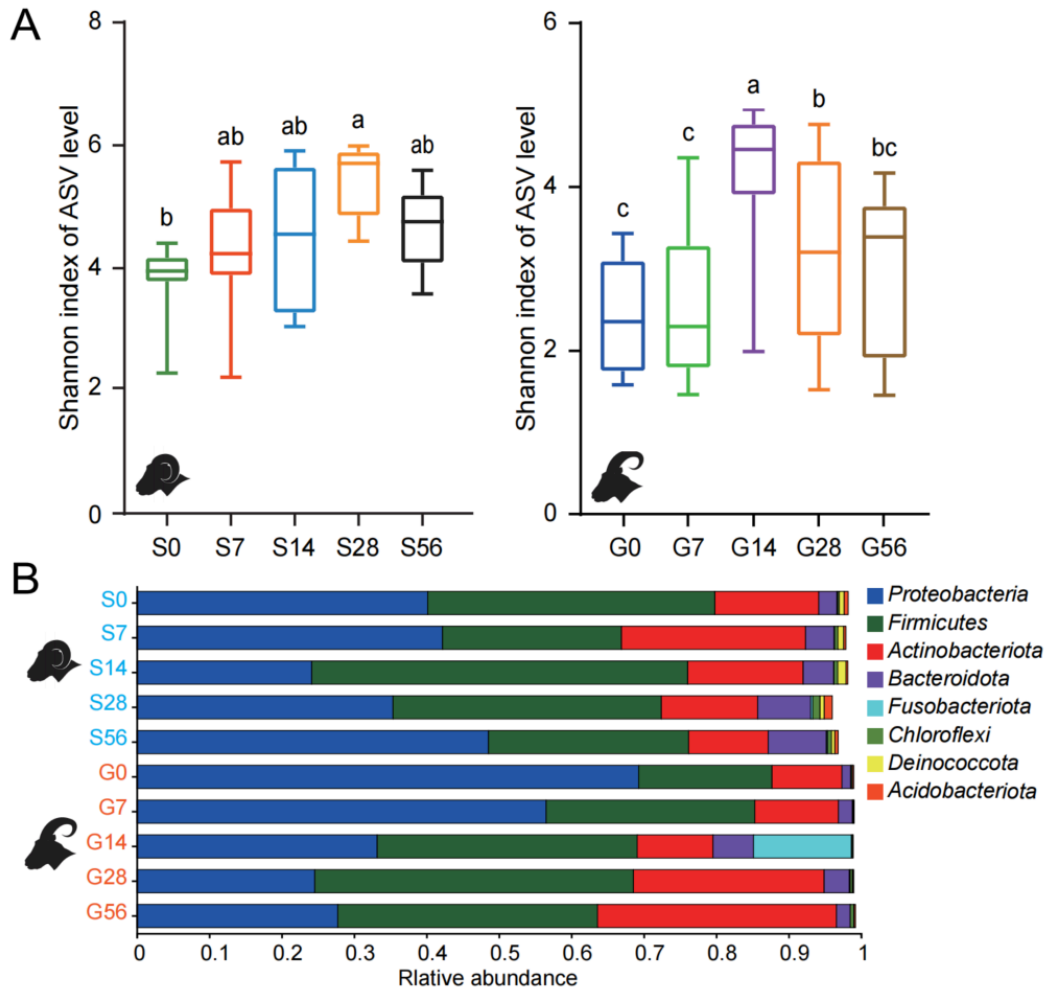 A
Shannon index of ASV level
8
6
4
2
0
b
ab
ab
a
ab
S0 S7 S14 S28 S56
Shannon index of ASV level
6
4
2
0
c
c
a
b
bc
G0 G7 G14 G28 G56
B
S0
S7
S14
S28
S56
G0
G7
G14
G28
G56
0 0.1 0.2 0.3 0.4 0.5 0.6 0.7 0.8 0.9 1
Rlative abundance
Proteobacteria
Firmicutes
Actinobacteriota
Bacteroidota
Fusobacteriota
Chloroflexi
Deinococcota
Acidobacteriota